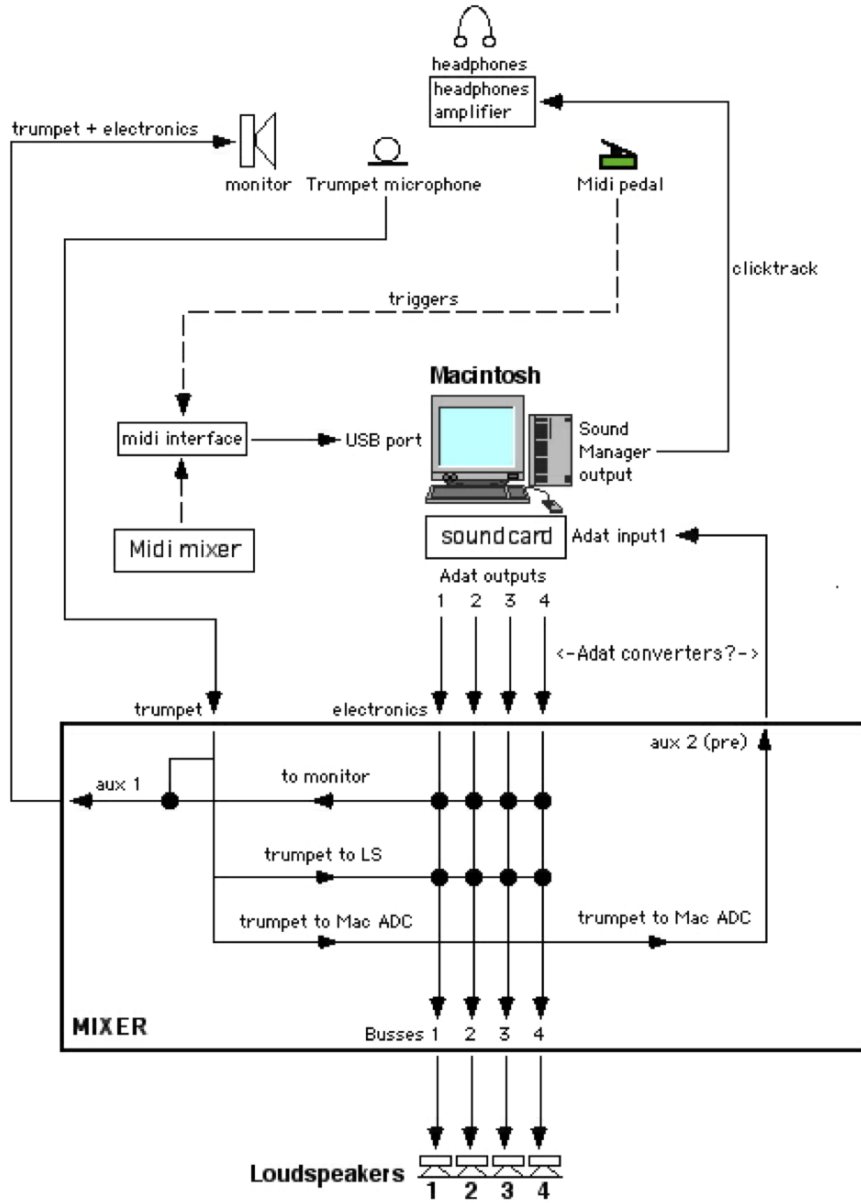 headphones
headphones
amplifier
trumpet + electronics
monitor
Trumpet microphone
Midi pedal
clicktrack
triggers
Macintosh
midi interface
USB port
Sound
Manager
output
Midi mixer
soundcard
Adat input1
Adat outputs
1 2 3 4
<-Adat converters?->
trumpet
electronics
aux 2 (pre)
aux 1
to monitor
trumpet to LS
trumpet to Mac ADC
trumpet to Mac ADC
MIXER
Busses 1 2 3 4
Loudspeakers
1 2 3 4